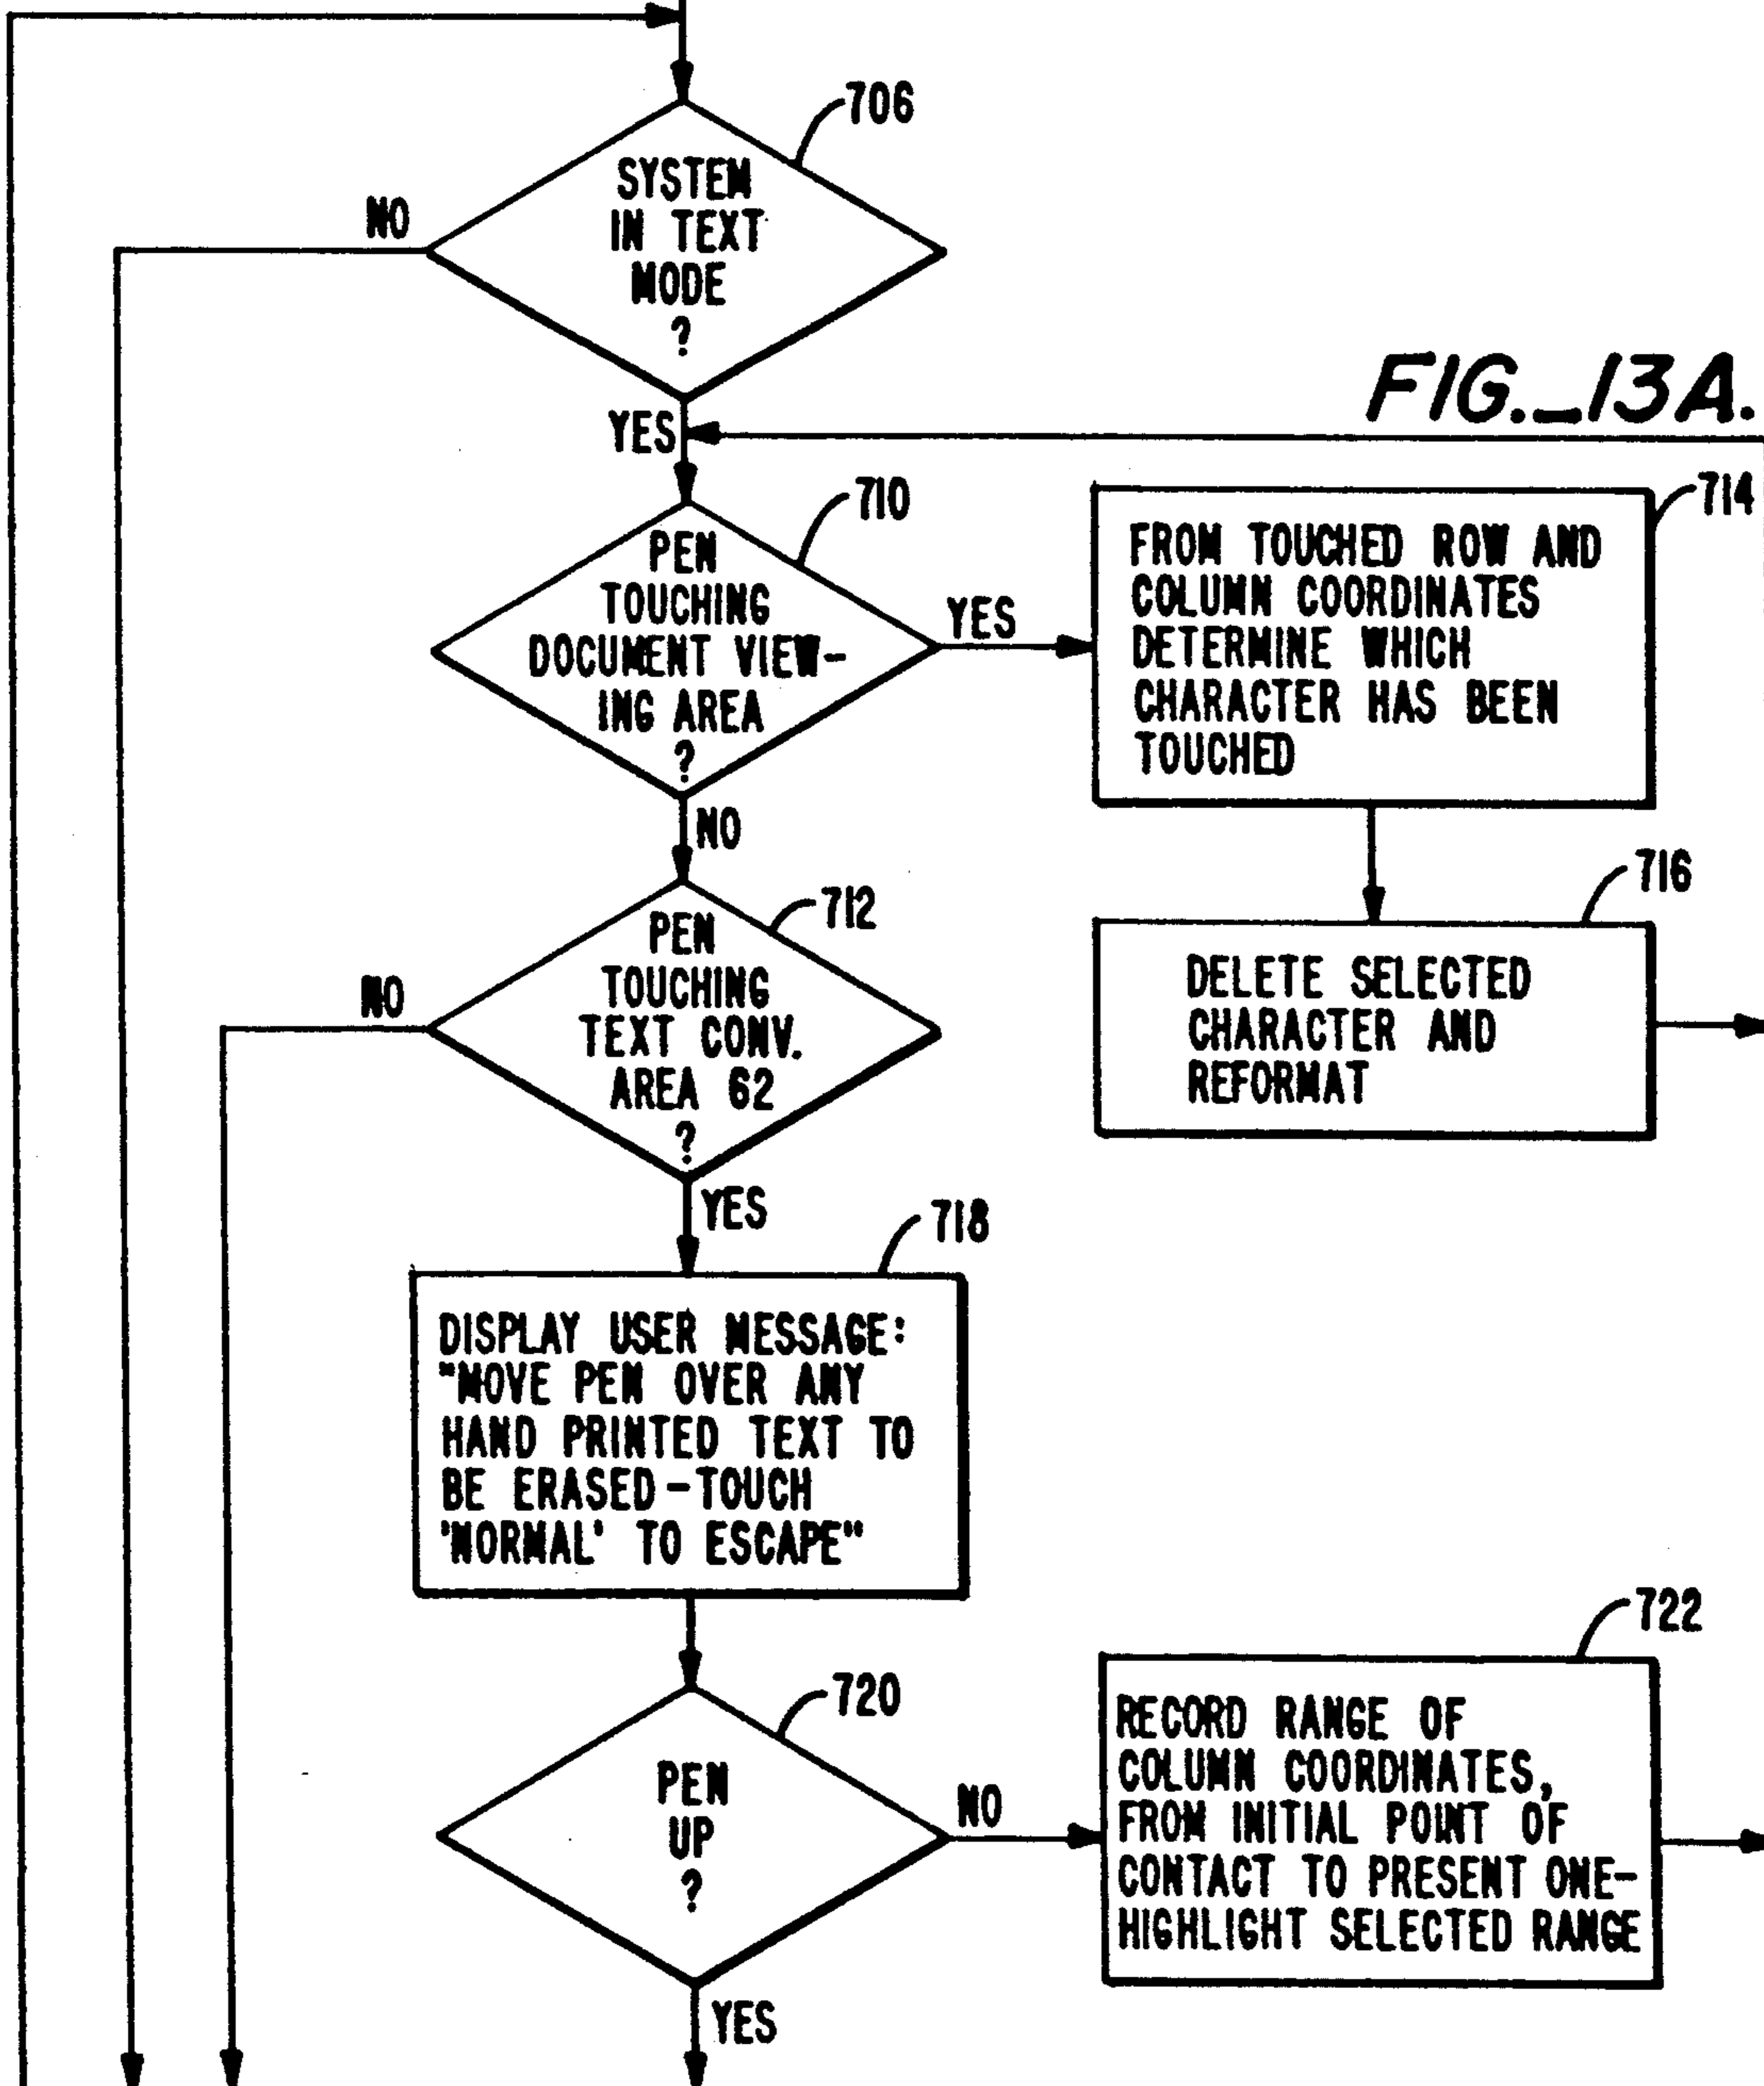 706
SYSTEM
IN TEXT
MODE
?
NO
FIG._13A.
YES
710
PEN
TOUCHING
DOCUMENT VIEW-
ING AREA
?
YES
714
FROM TOUCHED ROW AND
COLUMN COORDINATES
DETERMINE WHICH
CHARACTER HAS BEEN
TOUCHED
NO
712
PEN
TOUCHING
TEXT CONV.
AREA 62
?
NO
716
DELETE SELECTED
CHARACTER AND
REFORMAT
YES
718
DISPLAY USER MESSAGE:
"MOVE PEN OVER ANY
HAND PRINTED TEXT TO
BE ERASED-TOUCH
'NORMAL' TO ESCAPE"
720
PEN
UP
?
NO
722
RECORD RANGE OF
COLUMN COORDINATES,
FROM INITIAL POINT OF
CONTACT TO PRESENT ONE-
HIGHLIGHT SELECTED RANGE
YES